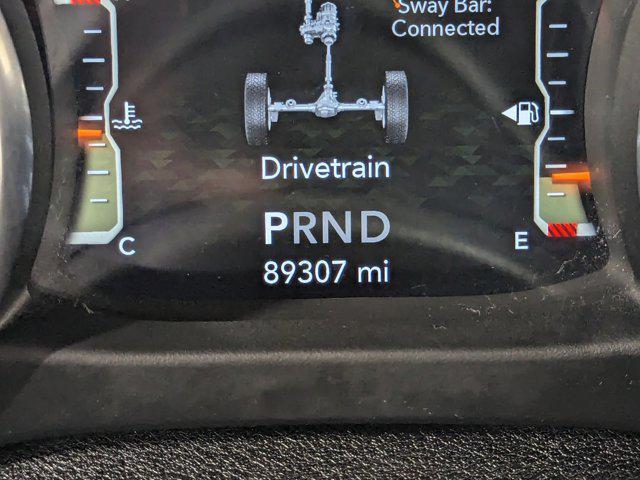 Sway Bar:
Connected
Drivetrain
PRND
C
E
89307 mi